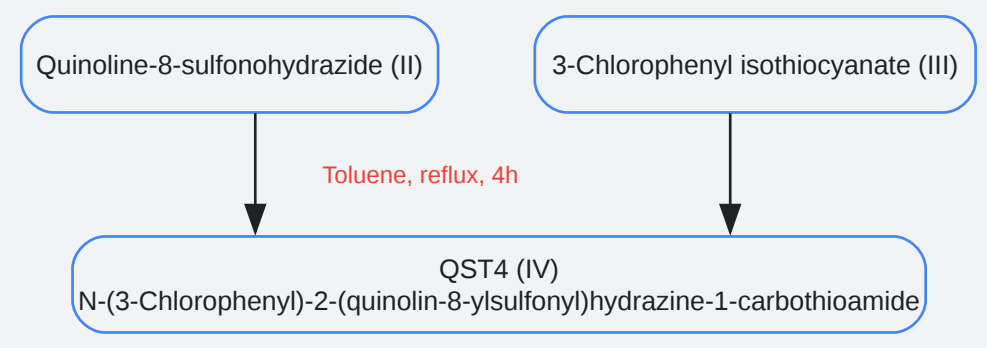 Quinoline-8-sulfonohydrazide (II)
3-Chlorophenyl isothiocyanate (III)
Toluene, reflux, 4h
QST4 (IV)
N-(3-Chlorophenyl)-2-(quinolin-8-ylsulfonyl)hydrazine-1-carbothioamide